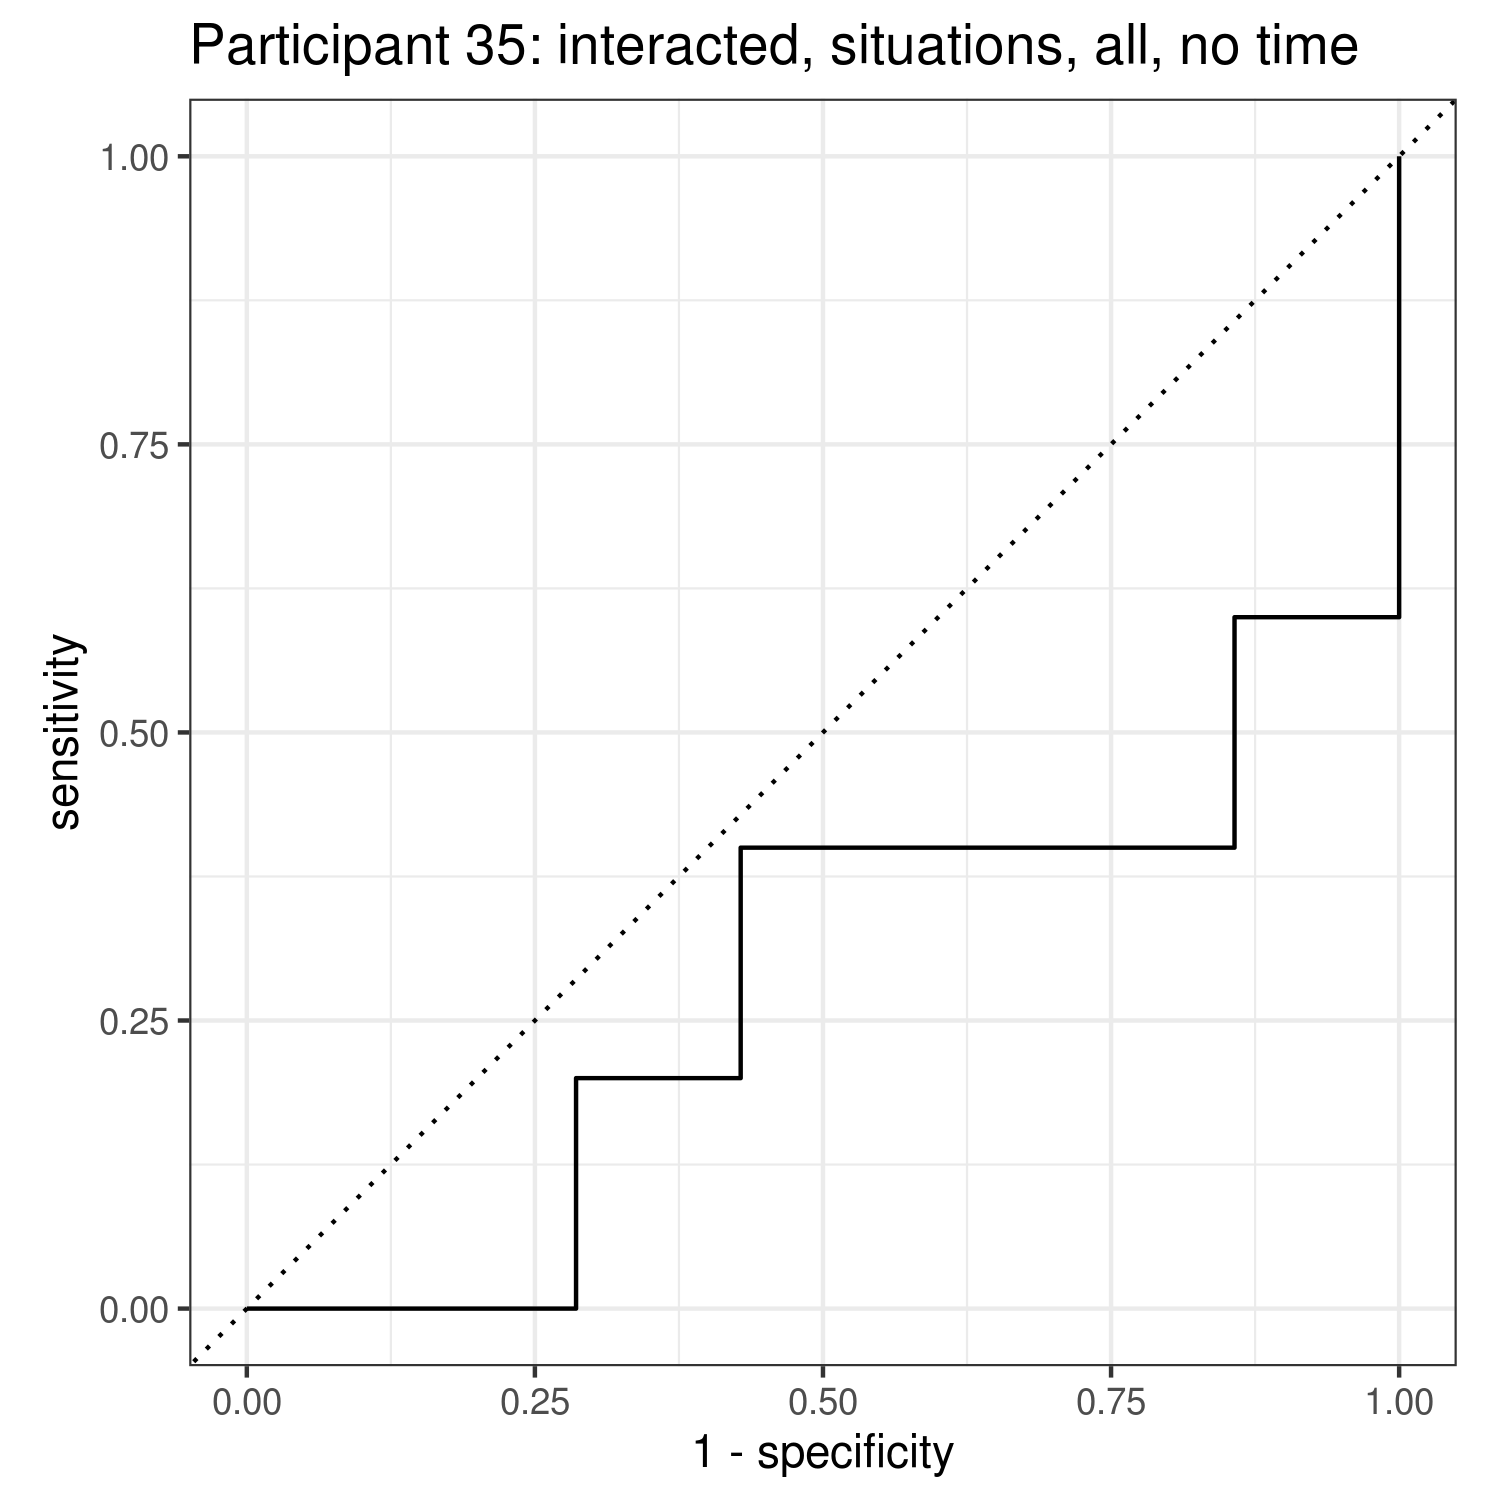 Participant 35: interacted, situations, all, no time
1.00
0.75
0.50
0.25
0.00
sensitivity
0.00 0.25 0.50 0.75 1.00
1 - specificity